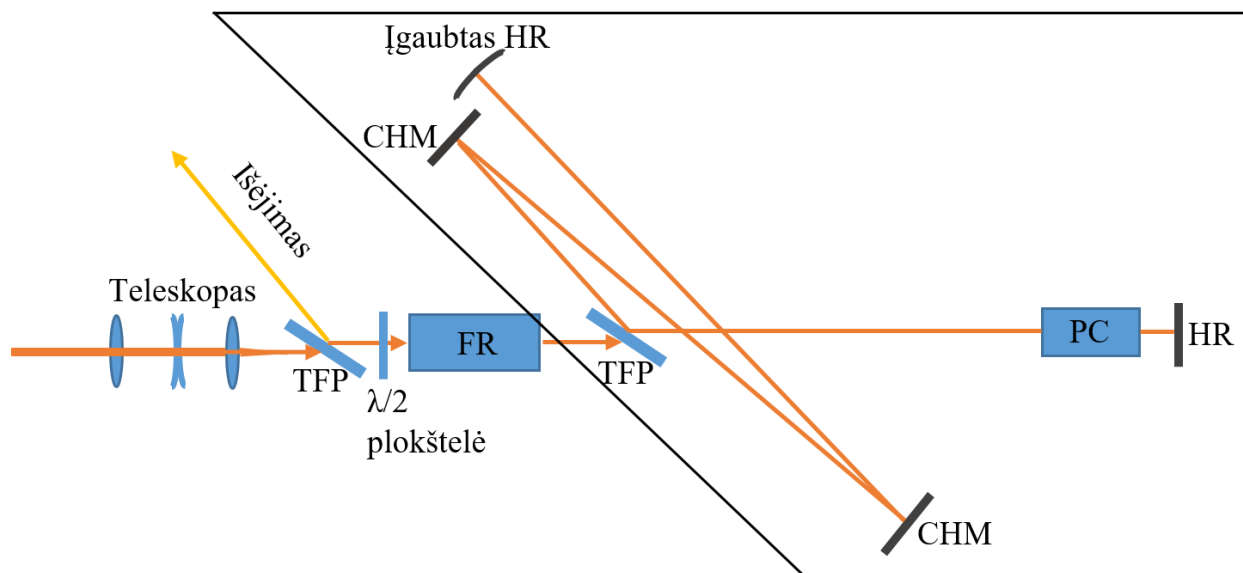 Įgaubtas HR
CHM
Išėjimas
Teleskopas
TFP
λ/2
plokštelė
FR
TFP
PC
HR
CHM